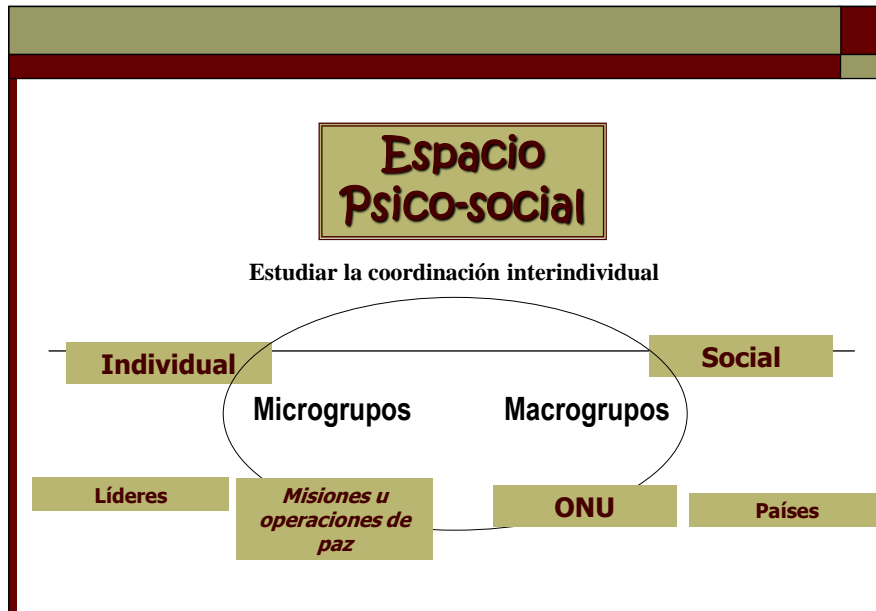 Espacio
Psico-social
Estudiar la coordinación interindividual
Individual
Social
Microgrupos
Macrogrupos
Líderes
Misiones u
operaciones de
paz
ONU
Países